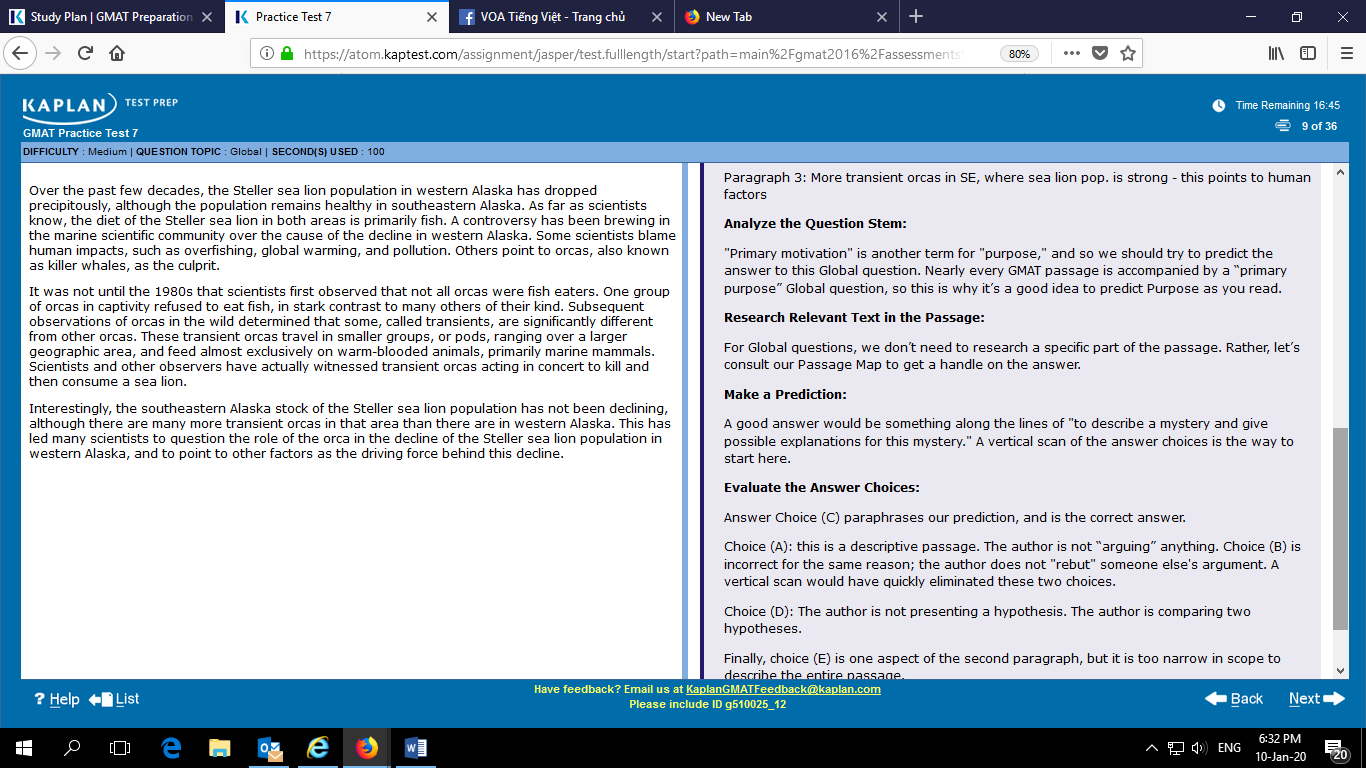 Study Plan | GMAT Preparation
Practice Test 7
VOA Tiếng Việt - Trang chủ
New Tab
https://atom.kaptest.com/assignment/jasper/test.fulllength/start?path=main%2Fgmat2016%2Fassessments
80%
KAPLAN TEST PREP
GMAT Practice Test 7
Time Remaining 16:45
9 of 36
DIFFICULTY : Medium | QUESTION TOPIC : Global | SECOND(S) USED : 100
Over the past few decades, the Steller sea lion population in western Alaska has dropped
precipitously, although the population remains healthy in southeastern Alaska. As far as scientists
know, the diet of the Steller sea lion in both areas is primarily fish. A controversy has been brewing in
the marine scientific community over the cause of the decline in western Alaska. Some scientists blame
human impacts, such as overfishing, global warming, and pollution. Others point to orcas, also known
as killer whales, as the culprit.
It was not until the 1980s that scientists first observed that not all orcas were fish eaters. One group
of orcas in captivity refused to eat fish, in stark contrast to many others of their kind. Subsequent
observations of orcas in the wild determined that some, called transients, are significantly different
from other orcas. These transient orcas travel in smaller groups, or pods, ranging over a larger
geographic area, and feed almost exclusively on warm-blooded animals, primarily marine mammals.
Scientists and other observers have actually witnessed transient orcas acting in concert to kill and
then consume a sea lion.
Interestingly, the southeastern Alaska stock of the Steller sea lion population has not been declining,
although there are many more transient orcas in that area than there are in western Alaska. This has
led many scientists to question the role of the orca in the decline of the Steller sea lion population in
western Alaska, and to point to other factors as the driving force behind this decline.
Paragraph 3: More transient orcas in SE, where sea lion pop. is strong - this points to human
factors
Analyze the Question Stem:
"Primary motivation" is another term for "purpose," and so we should try to predict the
answer to this Global question. Nearly every GMAT passage is accompanied by a “primary
purpose” Global question, so this is why it’s a good idea to predict Purpose as you read.
Research Relevant Text in the Passage:
For Global questions, we don’t need to research a specific part of the passage. Rather, let’s
consult our Passage Map to get a handle on the answer.
Make a Prediction:
A good answer would be something along the lines of "to describe a mystery and give
possible explanations for this mystery." A vertical scan of the answer choices is the way to
start here.
Evaluate the Answer Choices:
Answer Choice (C) paraphrases our prediction, and is the correct answer.
Choice (A): this is a descriptive passage. The author is not “arguing” anything. Choice (B) is
incorrect for the same reason; the author does not "rebut" someone else's argument. A
vertical scan would have quickly eliminated these two choices.
Choice (D): The author is not presenting a hypothesis. The author is comparing two
hypotheses.
Finally, choice (E) is one aspect of the second paragraph, but it is too narrow in scope to
describe the entire passage.
? Help
List
Have feedback? Email us at KaplanGMATFeedback@kaplan.com
Please include ID g510025_12
Back
Next
ENG
6:32 PM
10-Jan-20
20